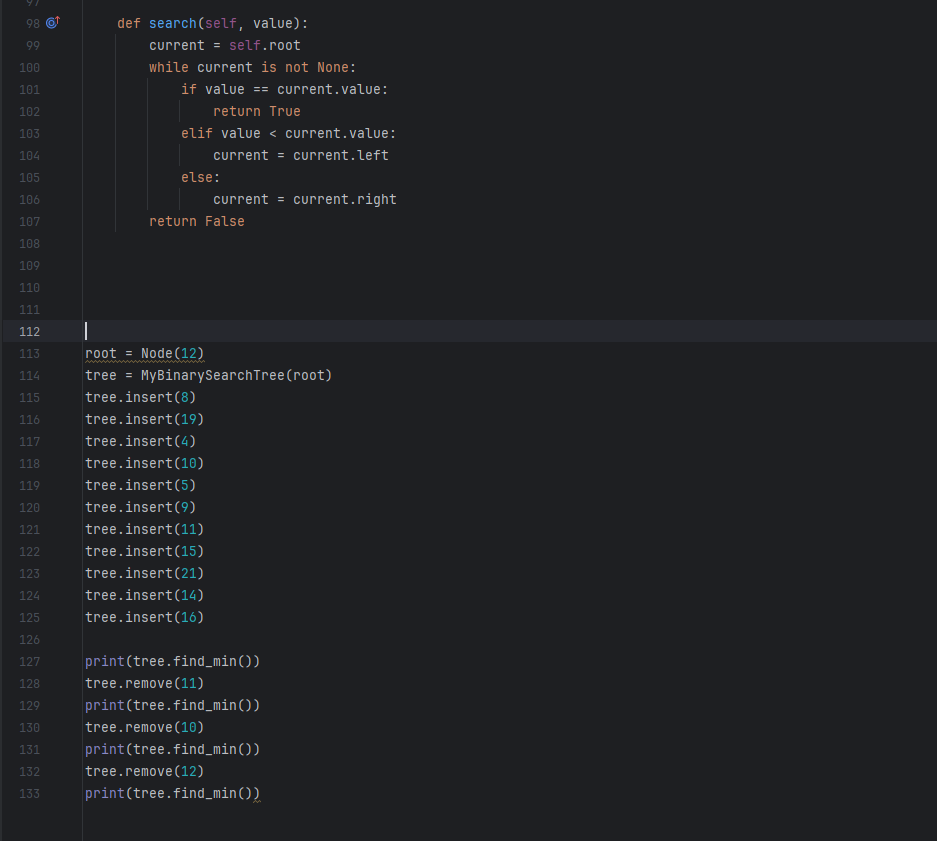 97
98 def search(self, value):
99 current = self.root
100 while current is not None:
101 if value == current.value:
102 return True
103 elif value < current.value:
104 current = current.left
105 else:
106 current = current.right
107 return False
108
109
110
111
112
113 root = Node(12)
114 tree = MyBinarySearchTree(root)
115 tree.insert(8)
116 tree.insert(19)
117 tree.insert(4)
118 tree.insert(10)
119 tree.insert(5)
120 tree.insert(9)
121 tree.insert(11)
122 tree.insert(15)
123 tree.insert(21)
124 tree.insert(14)
125 tree.insert(16)
126
127 print(tree.find_min())
128 tree.remove(11)
129 print(tree.find_min())
130 tree.remove(10)
131 print(tree.find_min())
132 tree.remove(12)
133 print(tree.find_min())